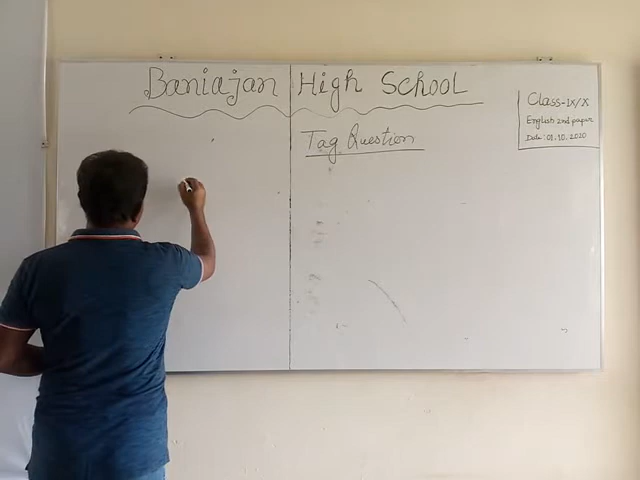 Baniajan High School
Tag Question
Class-IX/X
English 2nd paper
Date: 01.10.2020